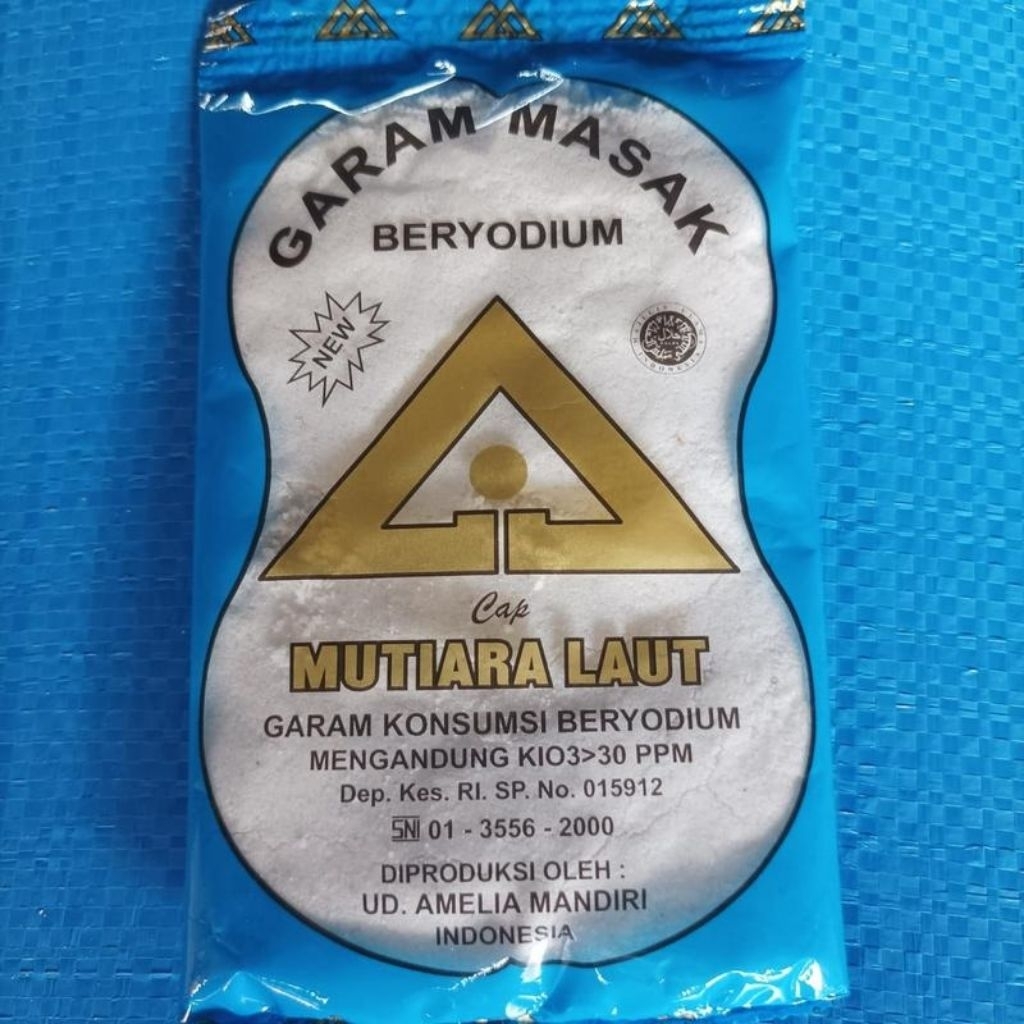 GARAM MASAK
BERYODIUM
NEW
Cap
MUTIARA LAUT
GARAM KONSUMSI BERYODIUM
MENGANDUNG KIO3>30 PPM
Dep. Kes. RI. SP. No. 015912
SNI 01 - 3556 - 2000
DIPRODUKSI OLEH :
UD. AMELIA MANDIRI
INDONESIA